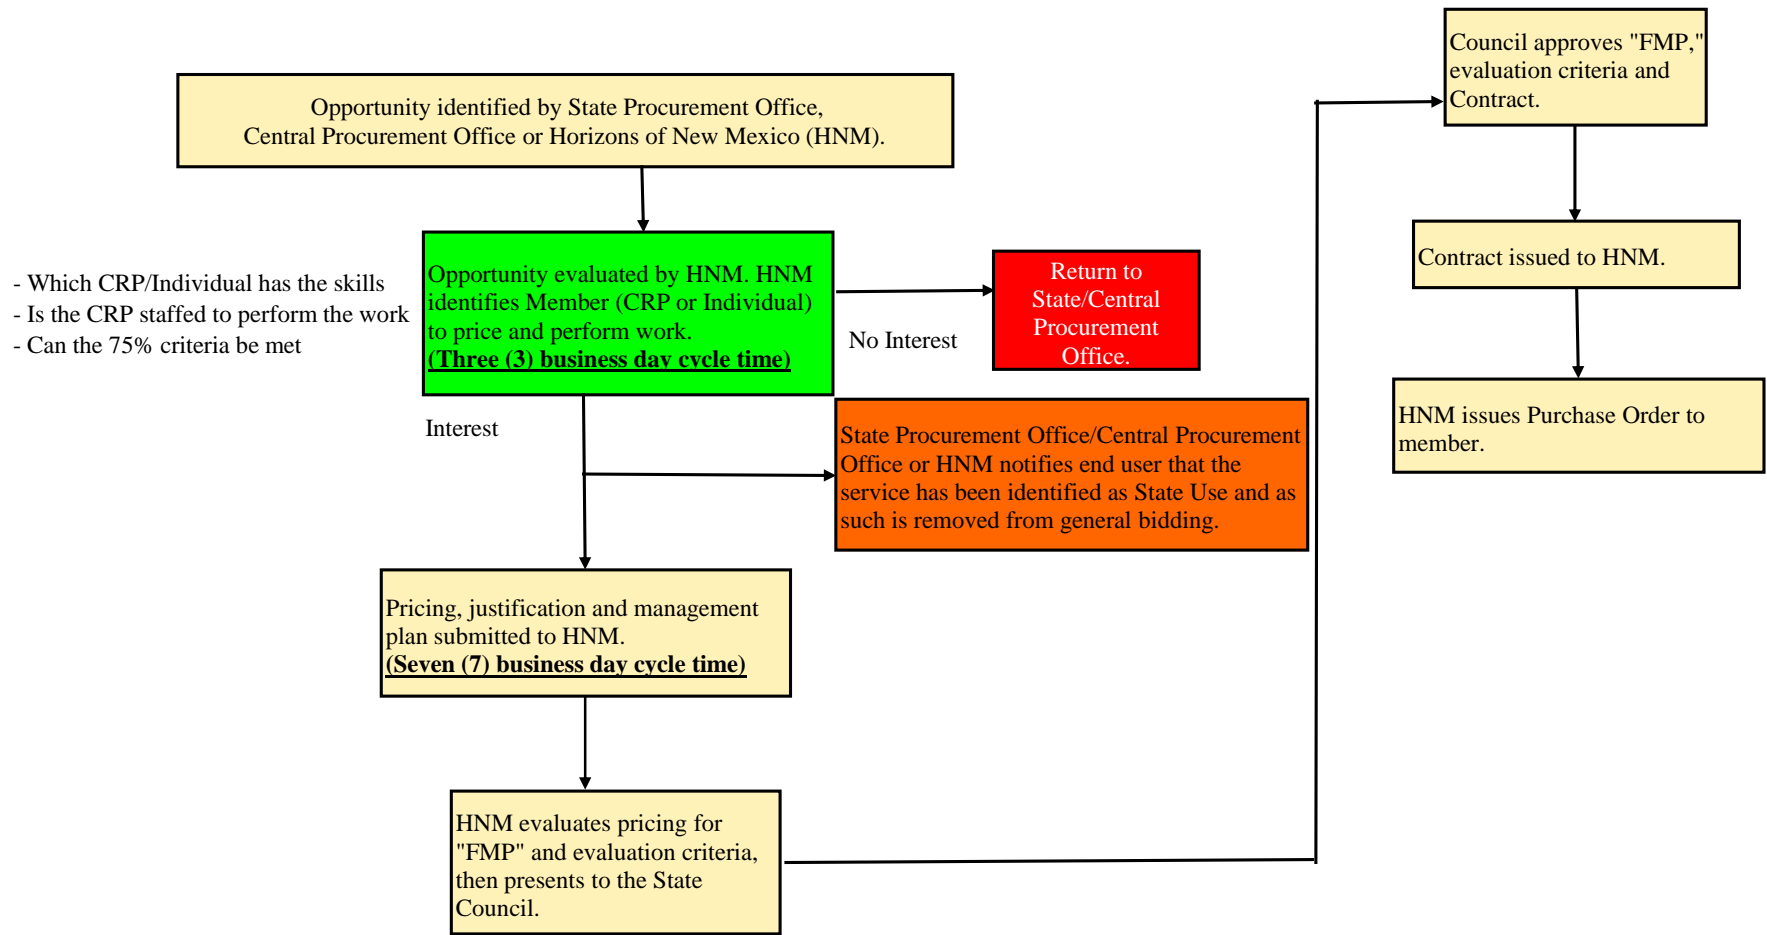 Opportunity identified by State Procurement Office,
Central Procurement Office or Horizons of New Mexico (HNM).
- Which CRP/Individual has the skills
- Is the CRP staffed to perform the work
- Can the 75% criteria be met
Opportunity evaluated by HNM. HNM
identifies Member (CRP or Individual)
to price and perform work.
(Three (3) business day cycle time)
No Interest
Return to
State/Central
Procurement
Office.
Interest
State Procurement Office/Central Procurement
Office or HNM notifies end user that the
service has been identified as State Use and as
such is removed from general bidding.
Pricing, justification and management
plan submitted to HNM.
(Seven (7) business day cycle time)
HNM evaluates pricing for
"FMP" and evaluation criteria,
then presents to the State
Council.
Council approves "FMP,"
evaluation criteria and
Contract.
Contract issued to HNM.
HNM issues Purchase Order to
member.